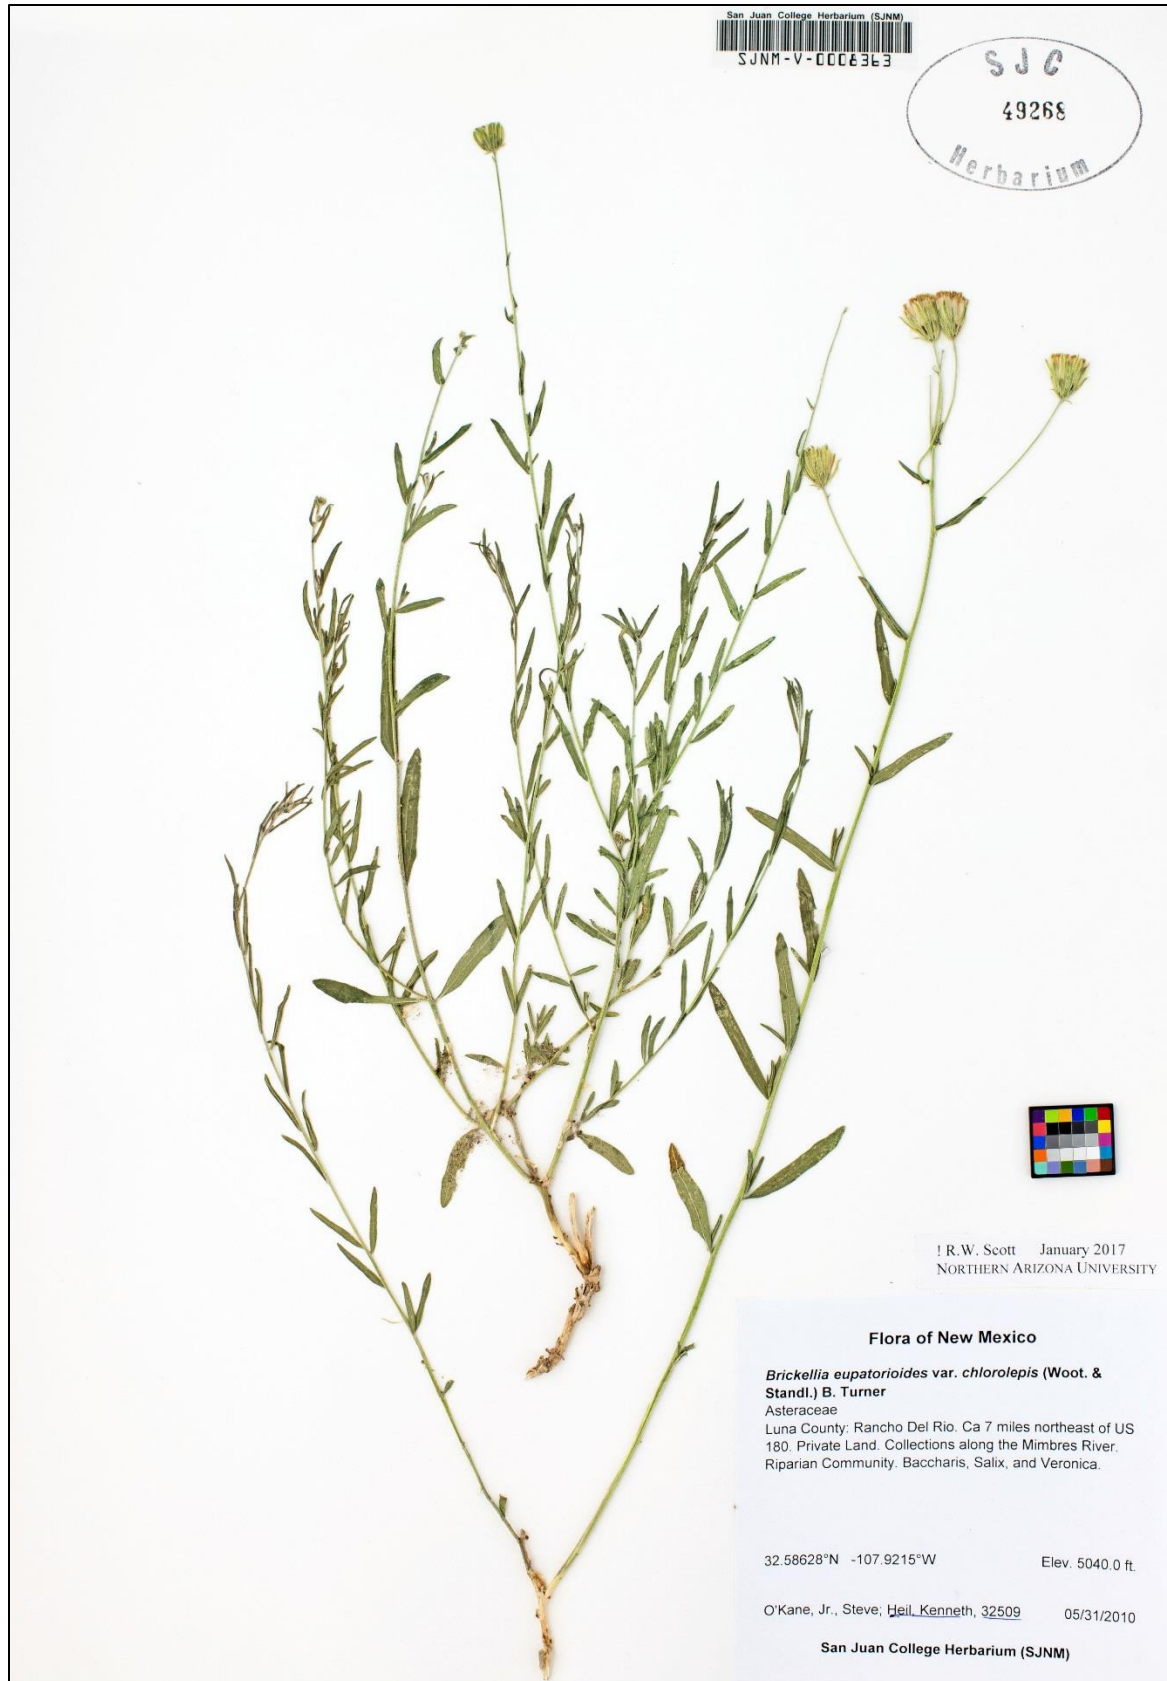 San Juan College Herbarium (SJNM)
SJNM-V-0008363
S J C
49268
Herbarium
! R.W. Scott January 2017
NORTHERN ARIZONA UNIVERSITY
Flora of New Mexico
Brickellia eupatorioides var. chlorolepis (Woot. &
Standl.) B. Turner
Asteraceae
Luna County: Rancho Del Rio. Ca 7 miles northeast of US
180. Private Land. Collections along the Mimbres River.
Riparian Community. Baccharis, Salix, and Veronica.
32.58628°N -107.9215°W Elev. 5040.0 ft.
O'Kane, Jr., Steve; Heil, Kenneth, 32509 05/31/2010
San Juan College Herbarium (SJNM)